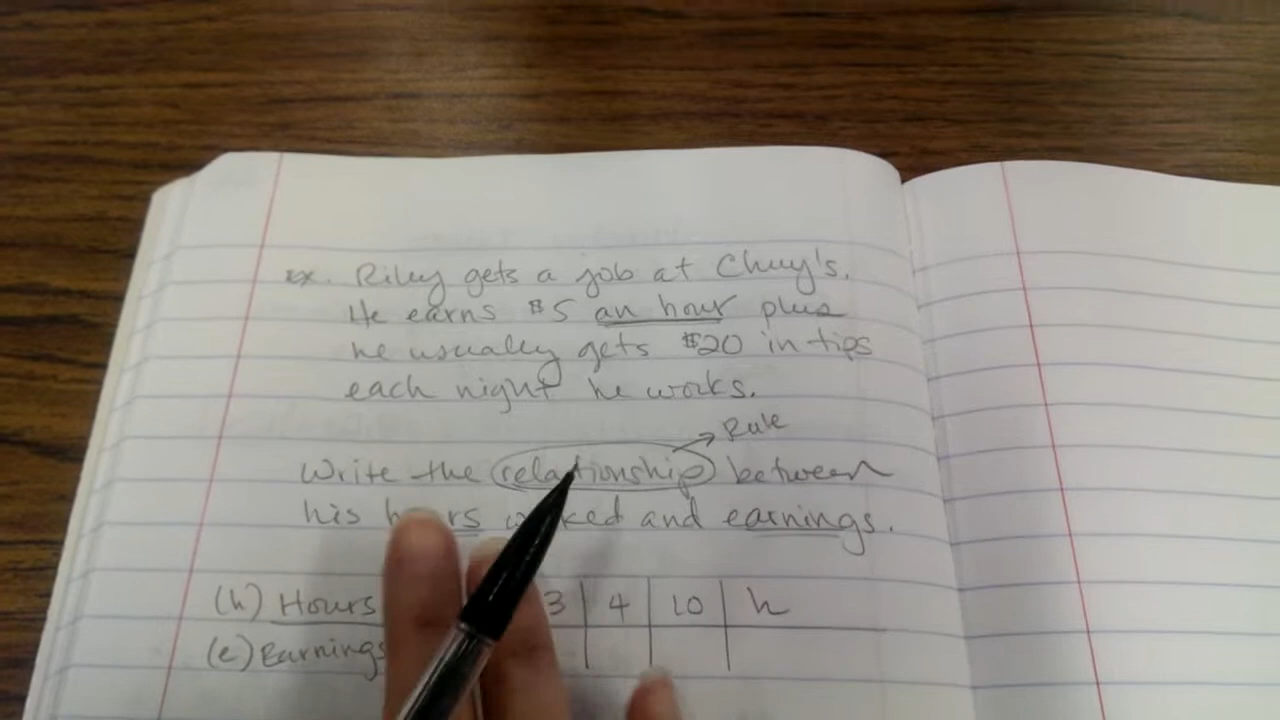 ex. Riley gets a job at Chuy's.
He earns $5 an hour plus
he usually gets $20 in tips
each night he works.
Rule
Write the relationship between
his and earnings.
(h) Hours 3 4 10 h
(e) Earnings